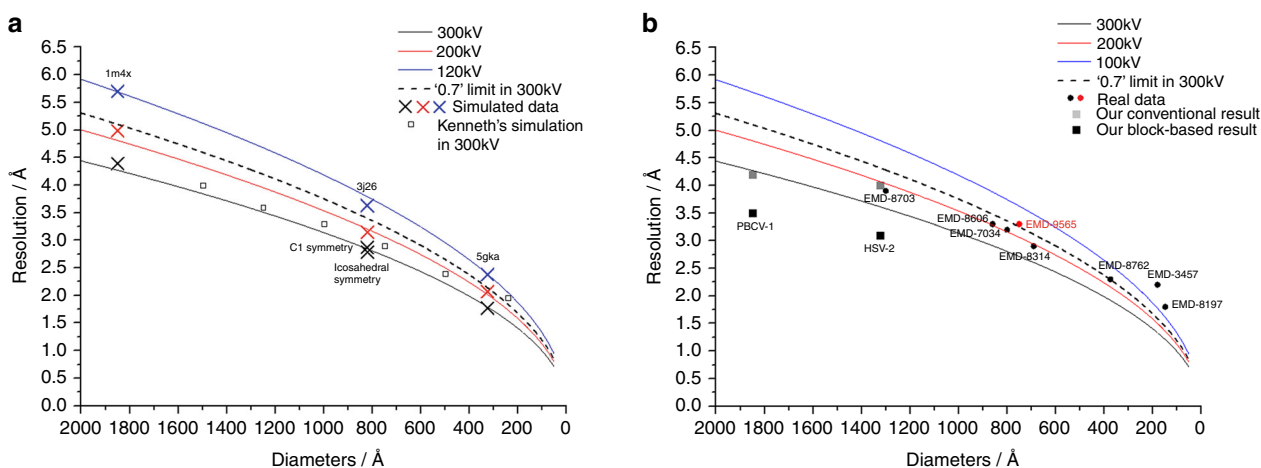 a
300kV
200kV
120kV
'0.7' limit in 300kV
Simulated data
Kenneth's simulation
in 300kV
Resolution / Å
6.5
6.0
5.5
5.0
4.5
4.0
3.5
3.0
2.5
2.0
1.5
1.0
0.5
0.0
1m4x
3j26
C1 symmetry
Icosahedral
symmetry
5gka
2000 1800 1600 1400 1200 1000 800 600 400 200 0
Diameters / Å
b
300kV
200kV
100kV
'0.7' limit in 300kV
Real data
Our conventional result
Our block-based result
Resolution / Å
6.5
6.0
5.5
5.0
4.5
4.0
3.5
3.0
2.5
2.0
1.5
1.0
0.5
0.0
PBCV-1
HSV-2
EMD-8703
EMD-8606
EMD-9565
EMD-7034
EMD-8314
EMD-8762
EMD-3457
EMD-8197
2000 1800 1600 1400 1200 1000 800 600 400 200 0
Diameters / Å